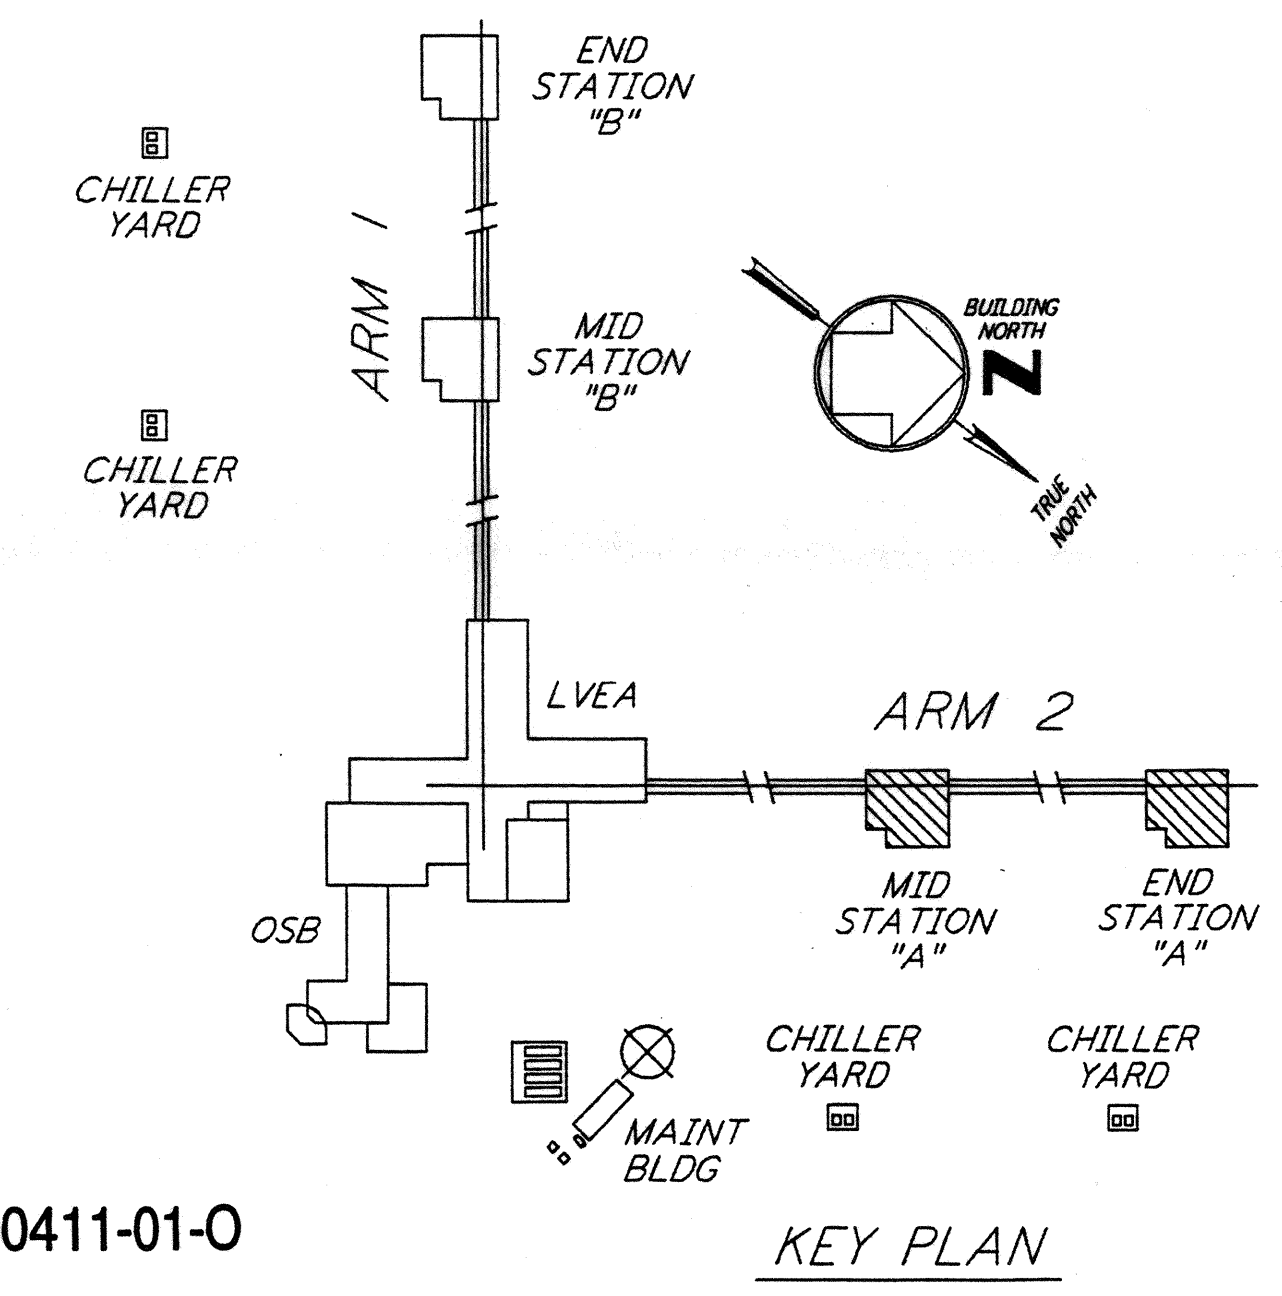 END
STATION
"B"
CHILLER
YARD
ARM 1
MID
STATION
"B"
BUILDING
NORTH
N
CHILLER
YARD
TRUE
NORTH
LVEA
ARM 2
MID
STATION
"A"
END
STATION
"A"
OSB
CHILLER
YARD
CHILLER
YARD
MAINT
BLDG
0411-01-O
KEY PLAN